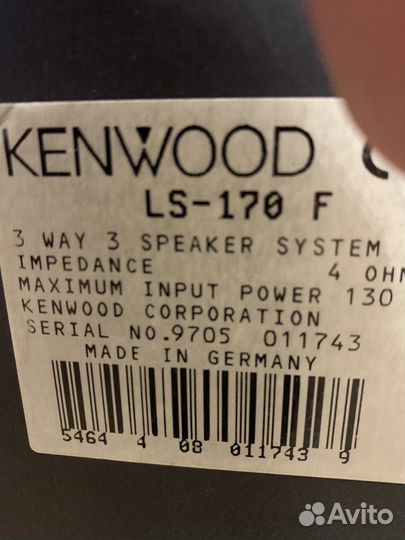 KENWOOD
LS-170 F
3 WAY 3 SPEAKER SYSTEM
IMPEDANCE 4 OHM
MAXIMUM INPUT POWER 130
KENWOOD CORPORATION
SERIAL NO.9705 011743
MADE IN GERMANY
5464 4 08 011743 9
Avito